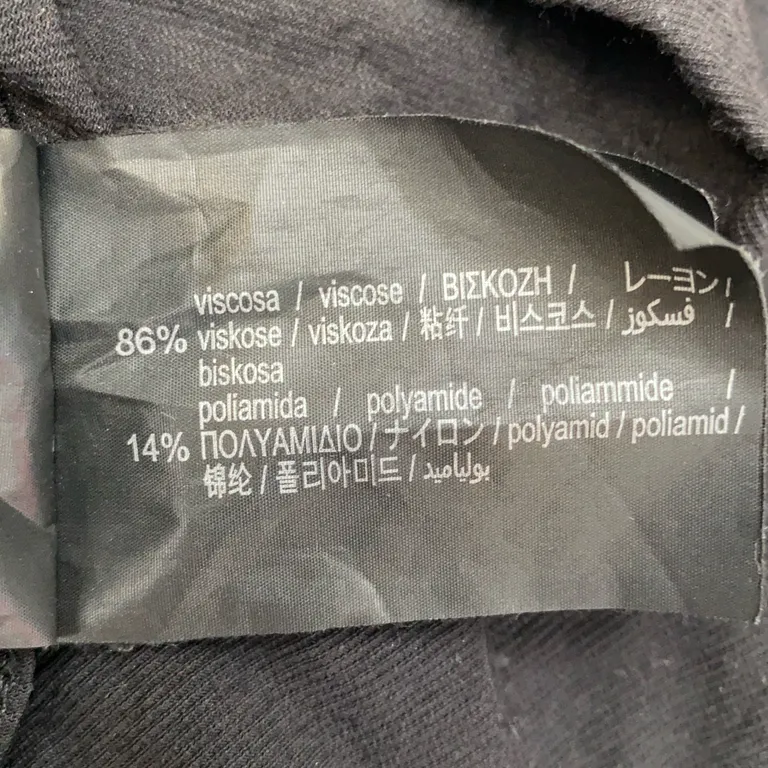 viscosa / viscose / ΒΙΣΚΟΖΗ / レーヨン /
86% viskose / viskoza / 粘纤 / 비스코스 / فسكوز /
biskosa
poliamida / polyamide / poliammide /
14% ΠΟΛΥΑΜΙΔΙΟ / ナイロン / polyamid / poliamid /
锦纶 / 폴리아미드 / بولياميد